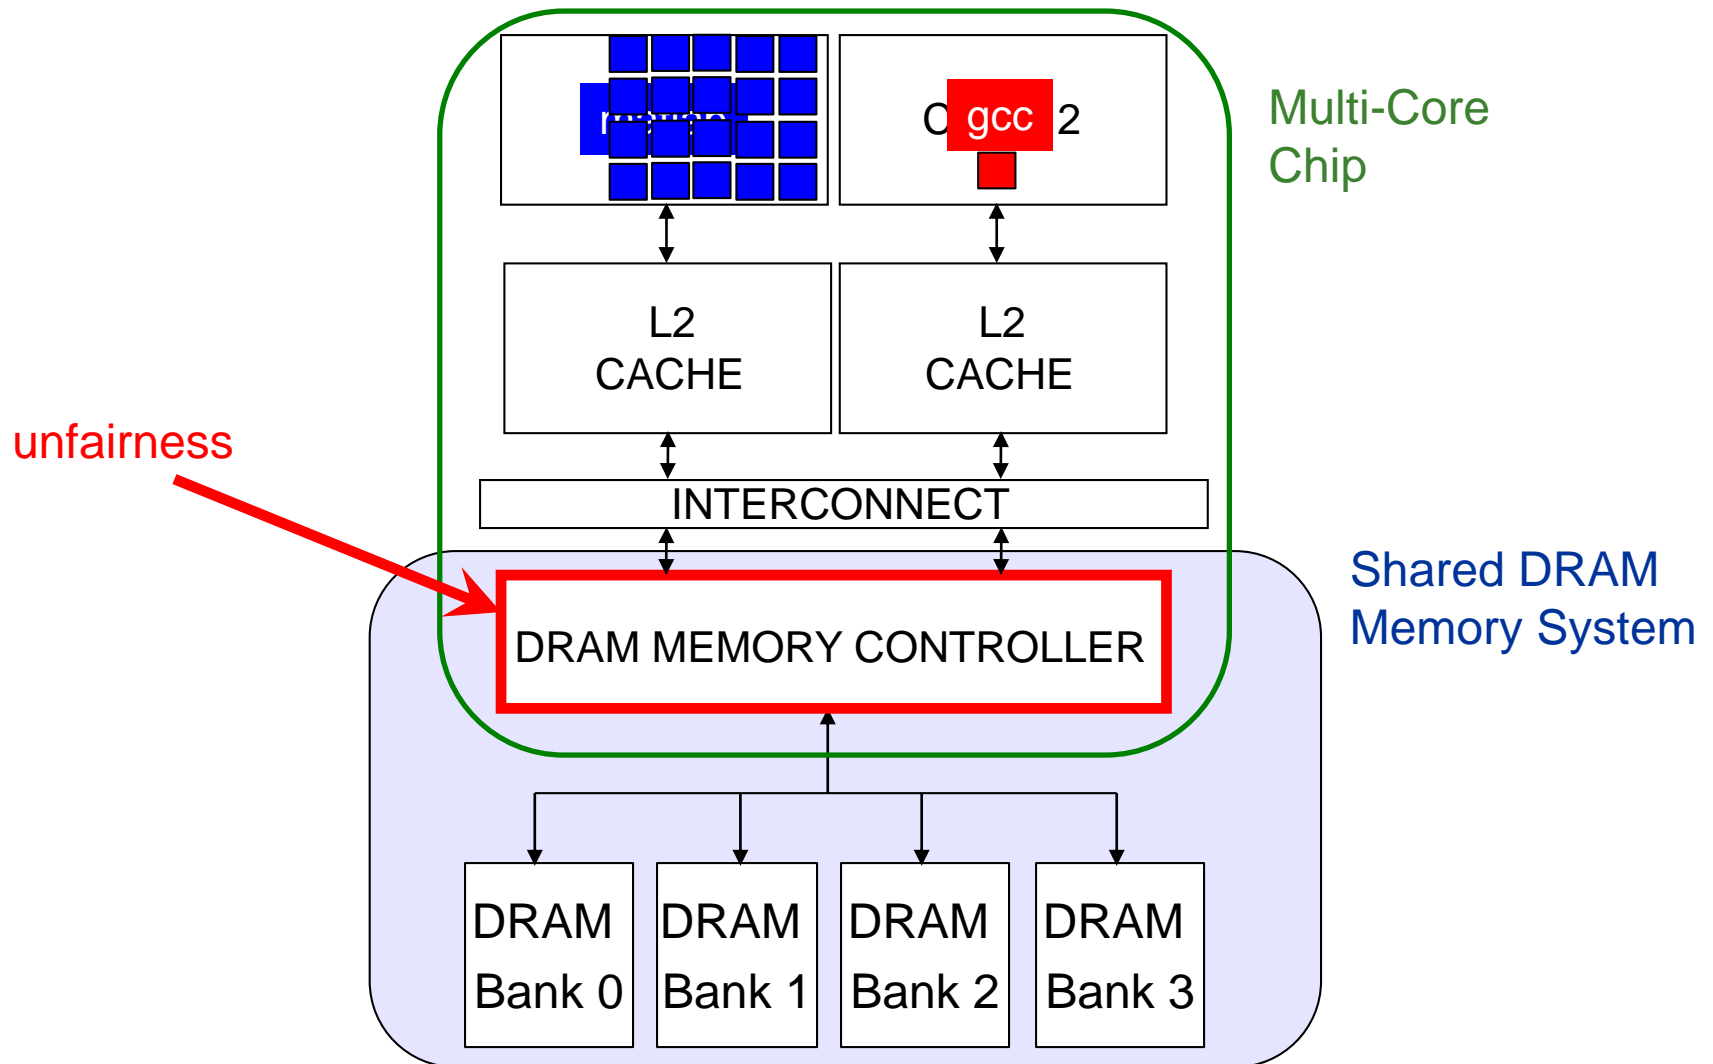 gcc
2
Multi-Core
Chip
L2
CACHE
L2
CACHE
unfairness
INTERCONNECT
Shared DRAM
Memory System
DRAM MEMORY CONTROLLER
DRAM
Bank 0
DRAM
Bank 1
DRAM
Bank 2
DRAM
Bank 3